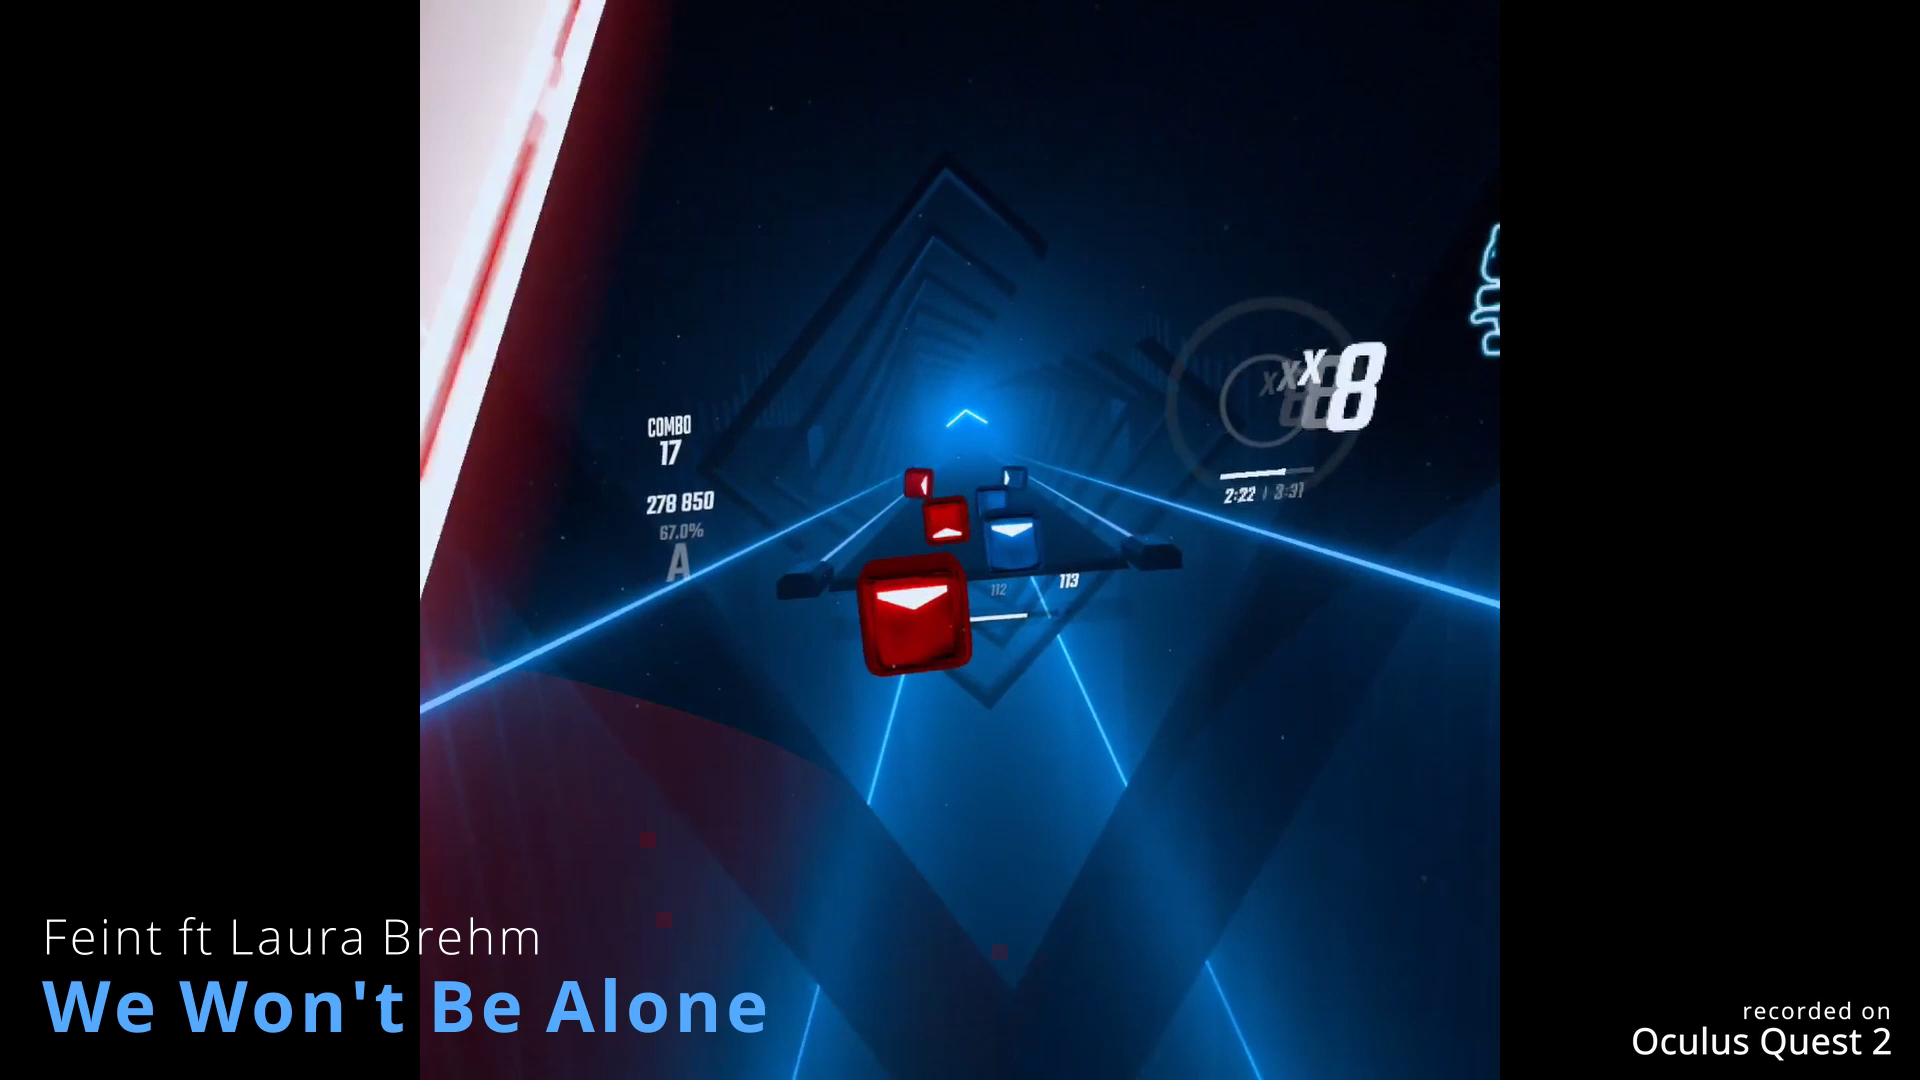 COMBO
17
278 850
67.0%
A
x8
2:22 | 3:31
112
113
Feint ft Laura Brehm
We Won't Be Alone
recorded on
Oculus Quest 2